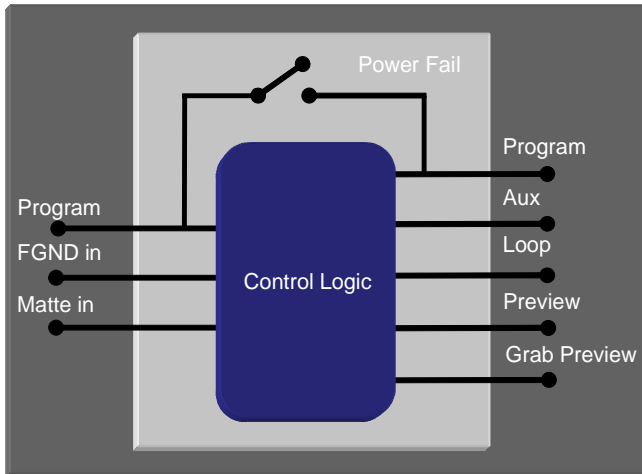 Power Fail
Program
FGND in
Matte in
Control Logic
Program
Aux
Loop
Preview
Grab Preview